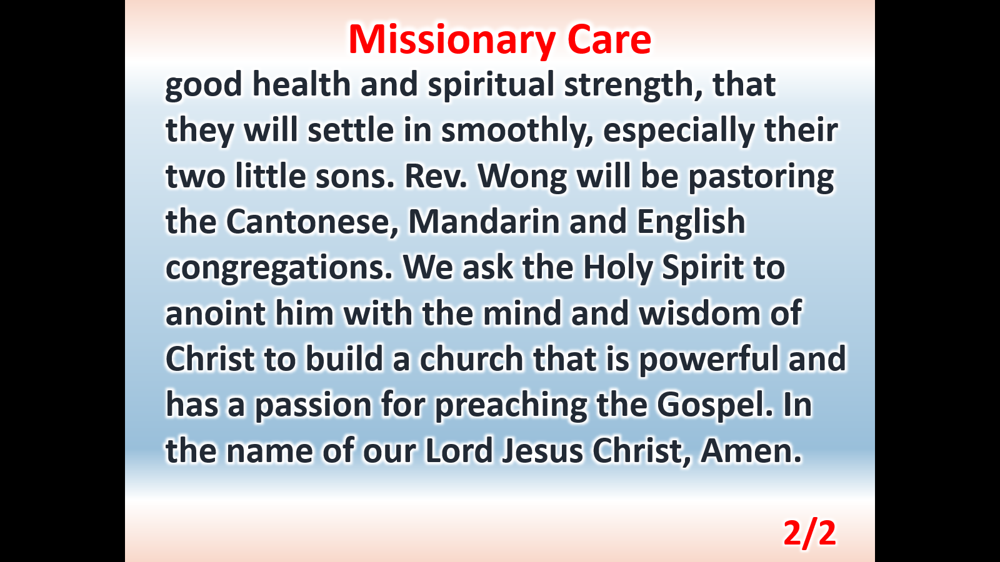 Missionary Care
good health and spiritual strength, that
they will settle in smoothly, especially their
two little sons. Rev. Wong will be pastoring
the Cantonese, Mandarin and English
congregations. We ask the Holy Spirit to
anoint him with the mind and wisdom of
Christ to build a church that is powerful and
has a passion for preaching the Gospel. In
the name of our Lord Jesus Christ, Amen.
2/2